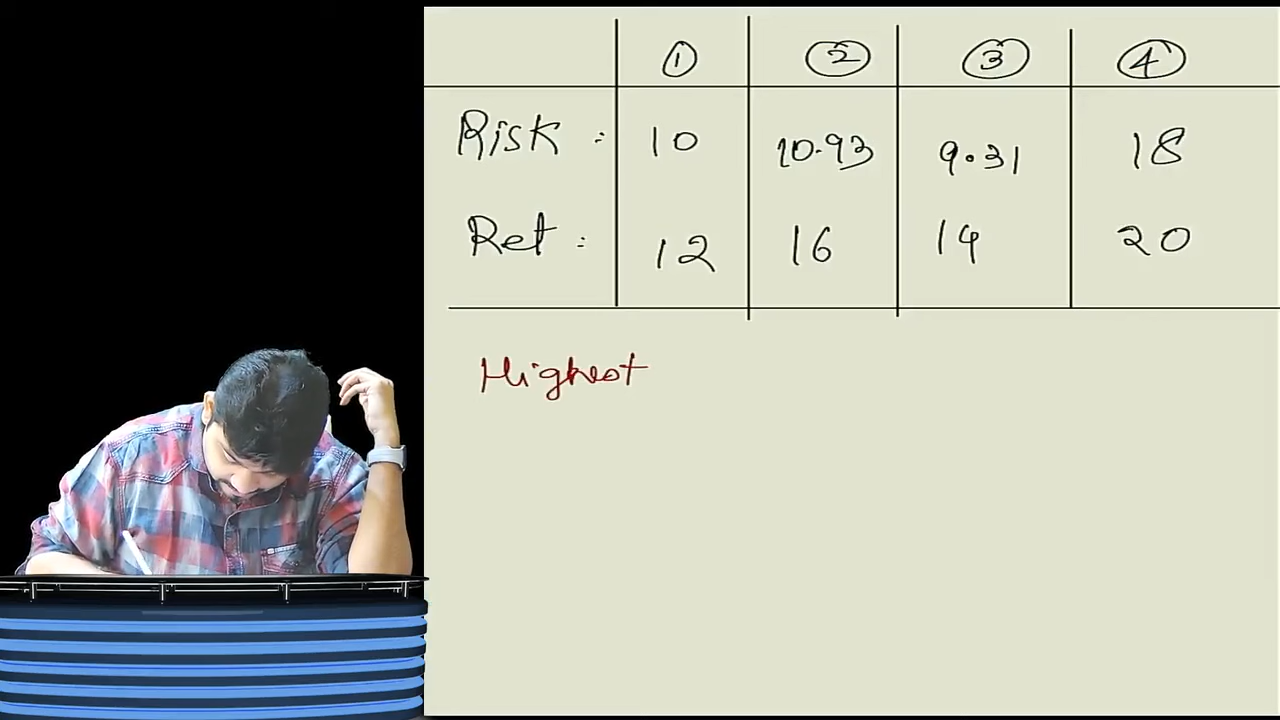 ① ② ③ ④
Risk : 10 10.93 9.31 18
Ret : 12 16 14 20
Highest